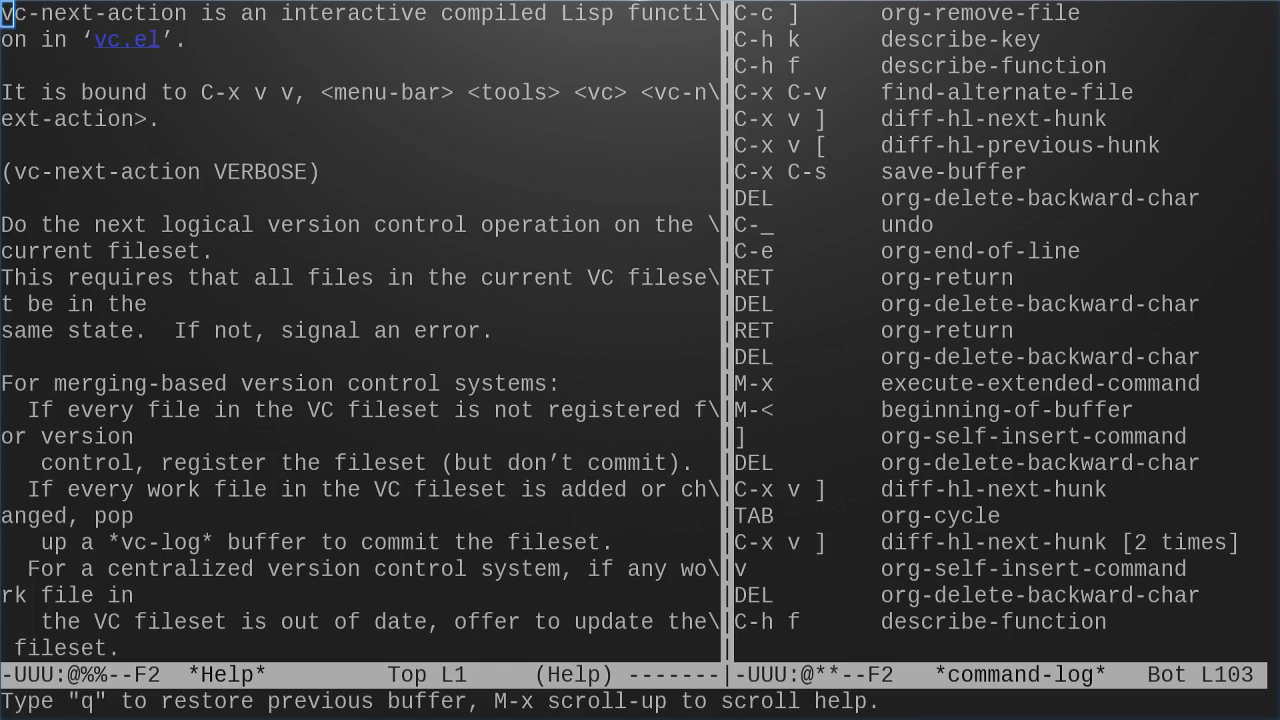 vc-next-action is an interactive compiled Lisp functi\
on in ‘vc.el’.
It is bound to C-x v v, <menu-bar> <tools> <vc> <vc-n\
ext-action>.
(vc-next-action VERBOSE)
Do the next logical version control operation on the \
current fileset.
This requires that all files in the current VC filese\
t be in the
same state.  If not, signal an error.
For merging-based version control systems:
  If every file in the VC fileset is not registered f\
or version
   control, register the fileset (but don’t commit).
  If every work file in the VC fileset is added or ch\
anged, pop
   up a *vc-log* buffer to commit the fileset.
  For a centralized version control system, if any wo\
rk file in
   the VC fileset is out of date, offer to update the\
 fileset.
-UUU:@%%--F2  *Help*         Top L1     (Help) -------
C-c ]      org-remove-file
C-h k      describe-key
C-h f      describe-function
C-x C-v    find-alternate-file
C-x v ]    diff-hl-next-hunk
C-x v [    diff-hl-previous-hunk
C-x C-s    save-buffer
DEL        org-delete-backward-char
C-_        undo
C-e        org-end-of-line
RET        org-return
DEL        org-delete-backward-char
RET        org-return
DEL        org-delete-backward-char
M-x        execute-extended-command
M-<        beginning-of-buffer
]          org-self-insert-command
DEL        org-delete-backward-char
C-x v ]    diff-hl-next-hunk
TAB        org-cycle
C-x v ]    diff-hl-next-hunk [2 times]
v          org-self-insert-command
DEL        org-delete-backward-char
C-h f      describe-function
-UUU:@**--F2   *command-log*   Bot L103
Type "q" to restore previous buffer, M-x scroll-up to scroll help.